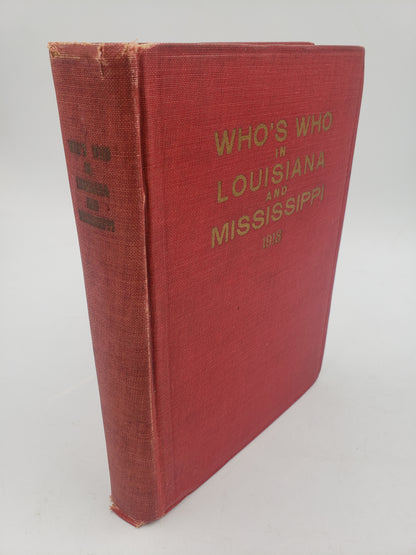 WHO'S WHO
IN
LOUISIANA
AND
MISSISSIPPI
1918
WHO'S WHO
IN
LOUISIANA
AND
MISSISSIPPI